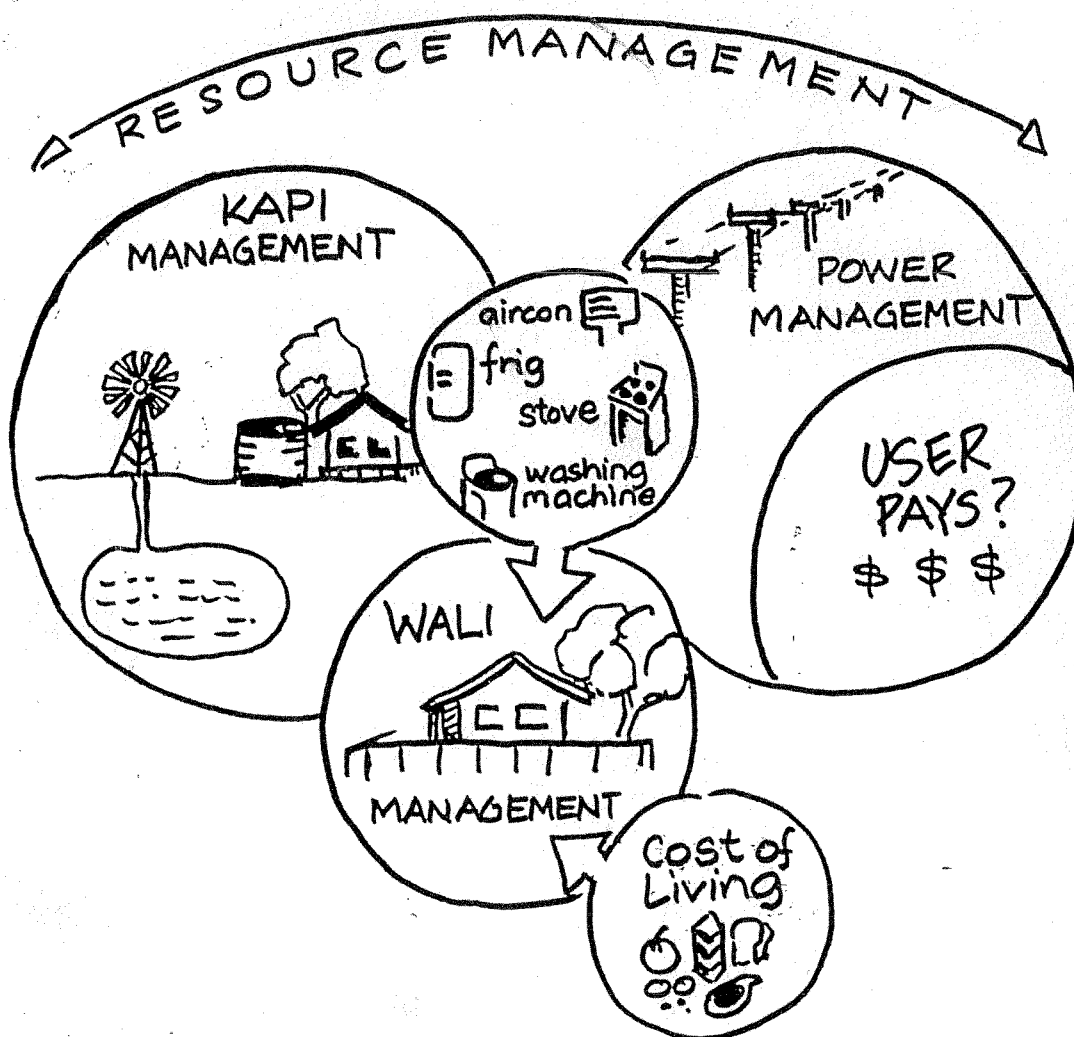 RESOURCE MANAGEMENT
KAPI
MANAGEMENT
aircon
frig
stove
washing
machine
POWER
MANAGEMENT
USER
PAYS?
$ $ $
WALI
MANAGEMENT
Cost of
Living